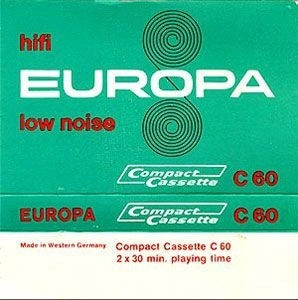 hifi
EUROPA
low noise
Compact
Cassette
C 60
EUROPA
Compact
Cassette
C 60
Made in Western Germany
Compact Cassette C 60
2 x 30 min. playing time